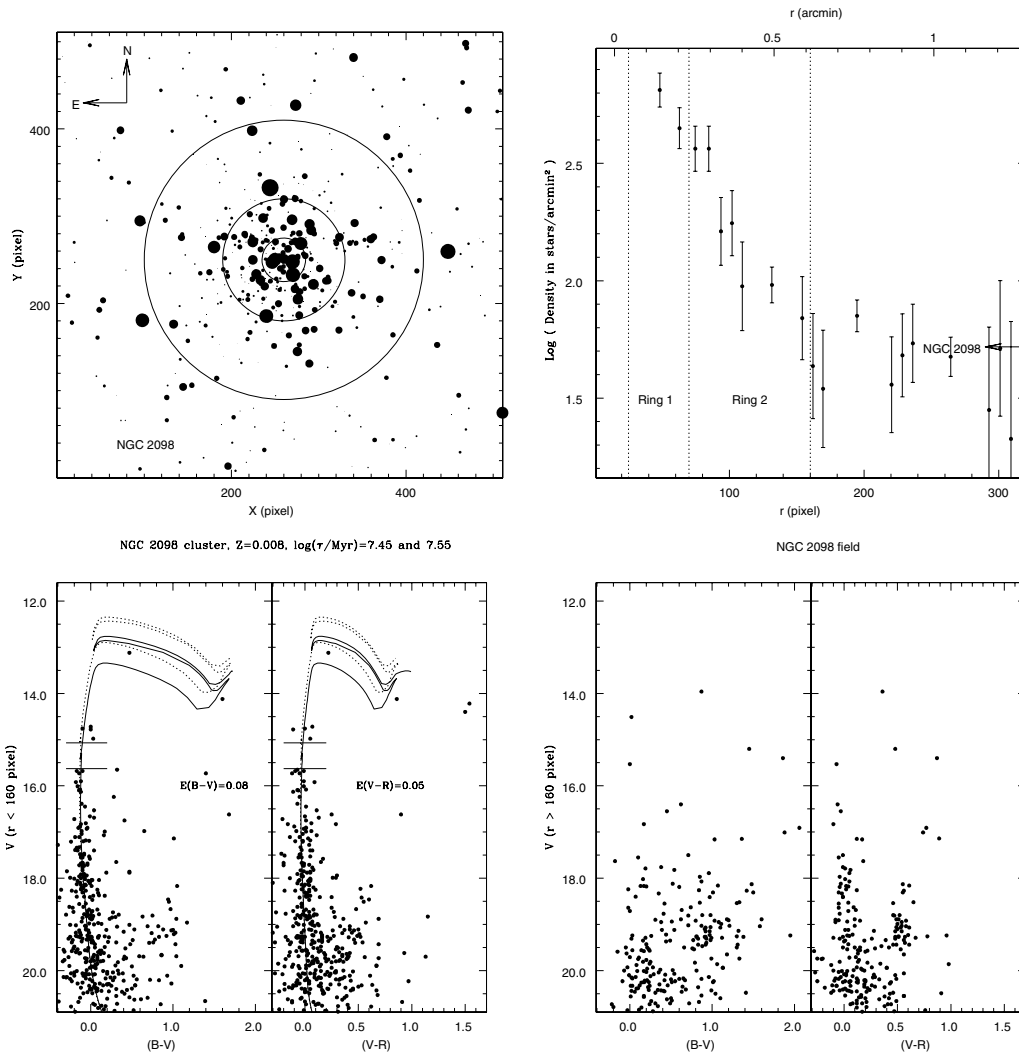 N
E
400
200
Y (pixel)
NGC 2098
200
400
X (pixel)
r (arcmin)
0
0.5
1
2.5
2.0
1.5
Log ( Density in stars/arcmin² )
NGC 2098
Ring 1
Ring 2
100
200
300
r (pixel)
NGC 2098 cluster, Z=0.008, log(τ/Myr)=7.45 and 7.55
12.0
14.0
16.0
18.0
20.0
V (r < 160 pixel)
E(B-V)=0.08
E(V-R)=0.05
0.0
1.0
2.0
(B-V)
0.0
0.5
1.0
1.5
(V-R)
NGC 2098 field
12.0
14.0
16.0
18.0
20.0
V (r > 160 pixel)
0.0
1.0
2.0
(B-V)
0.0
0.5
1.0
1.5
(V-R)